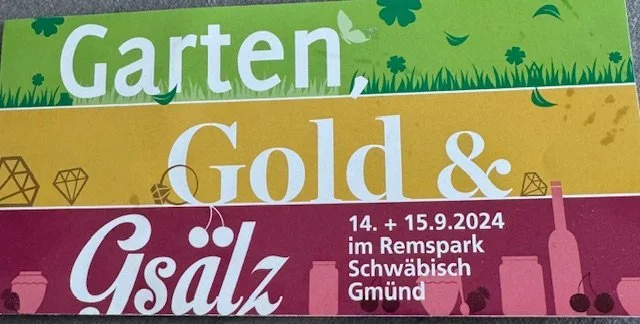 Garten,
Gold &
Gsälz
14. + 15.9.2024
im Remspark
Schwäbisch
Gmünd